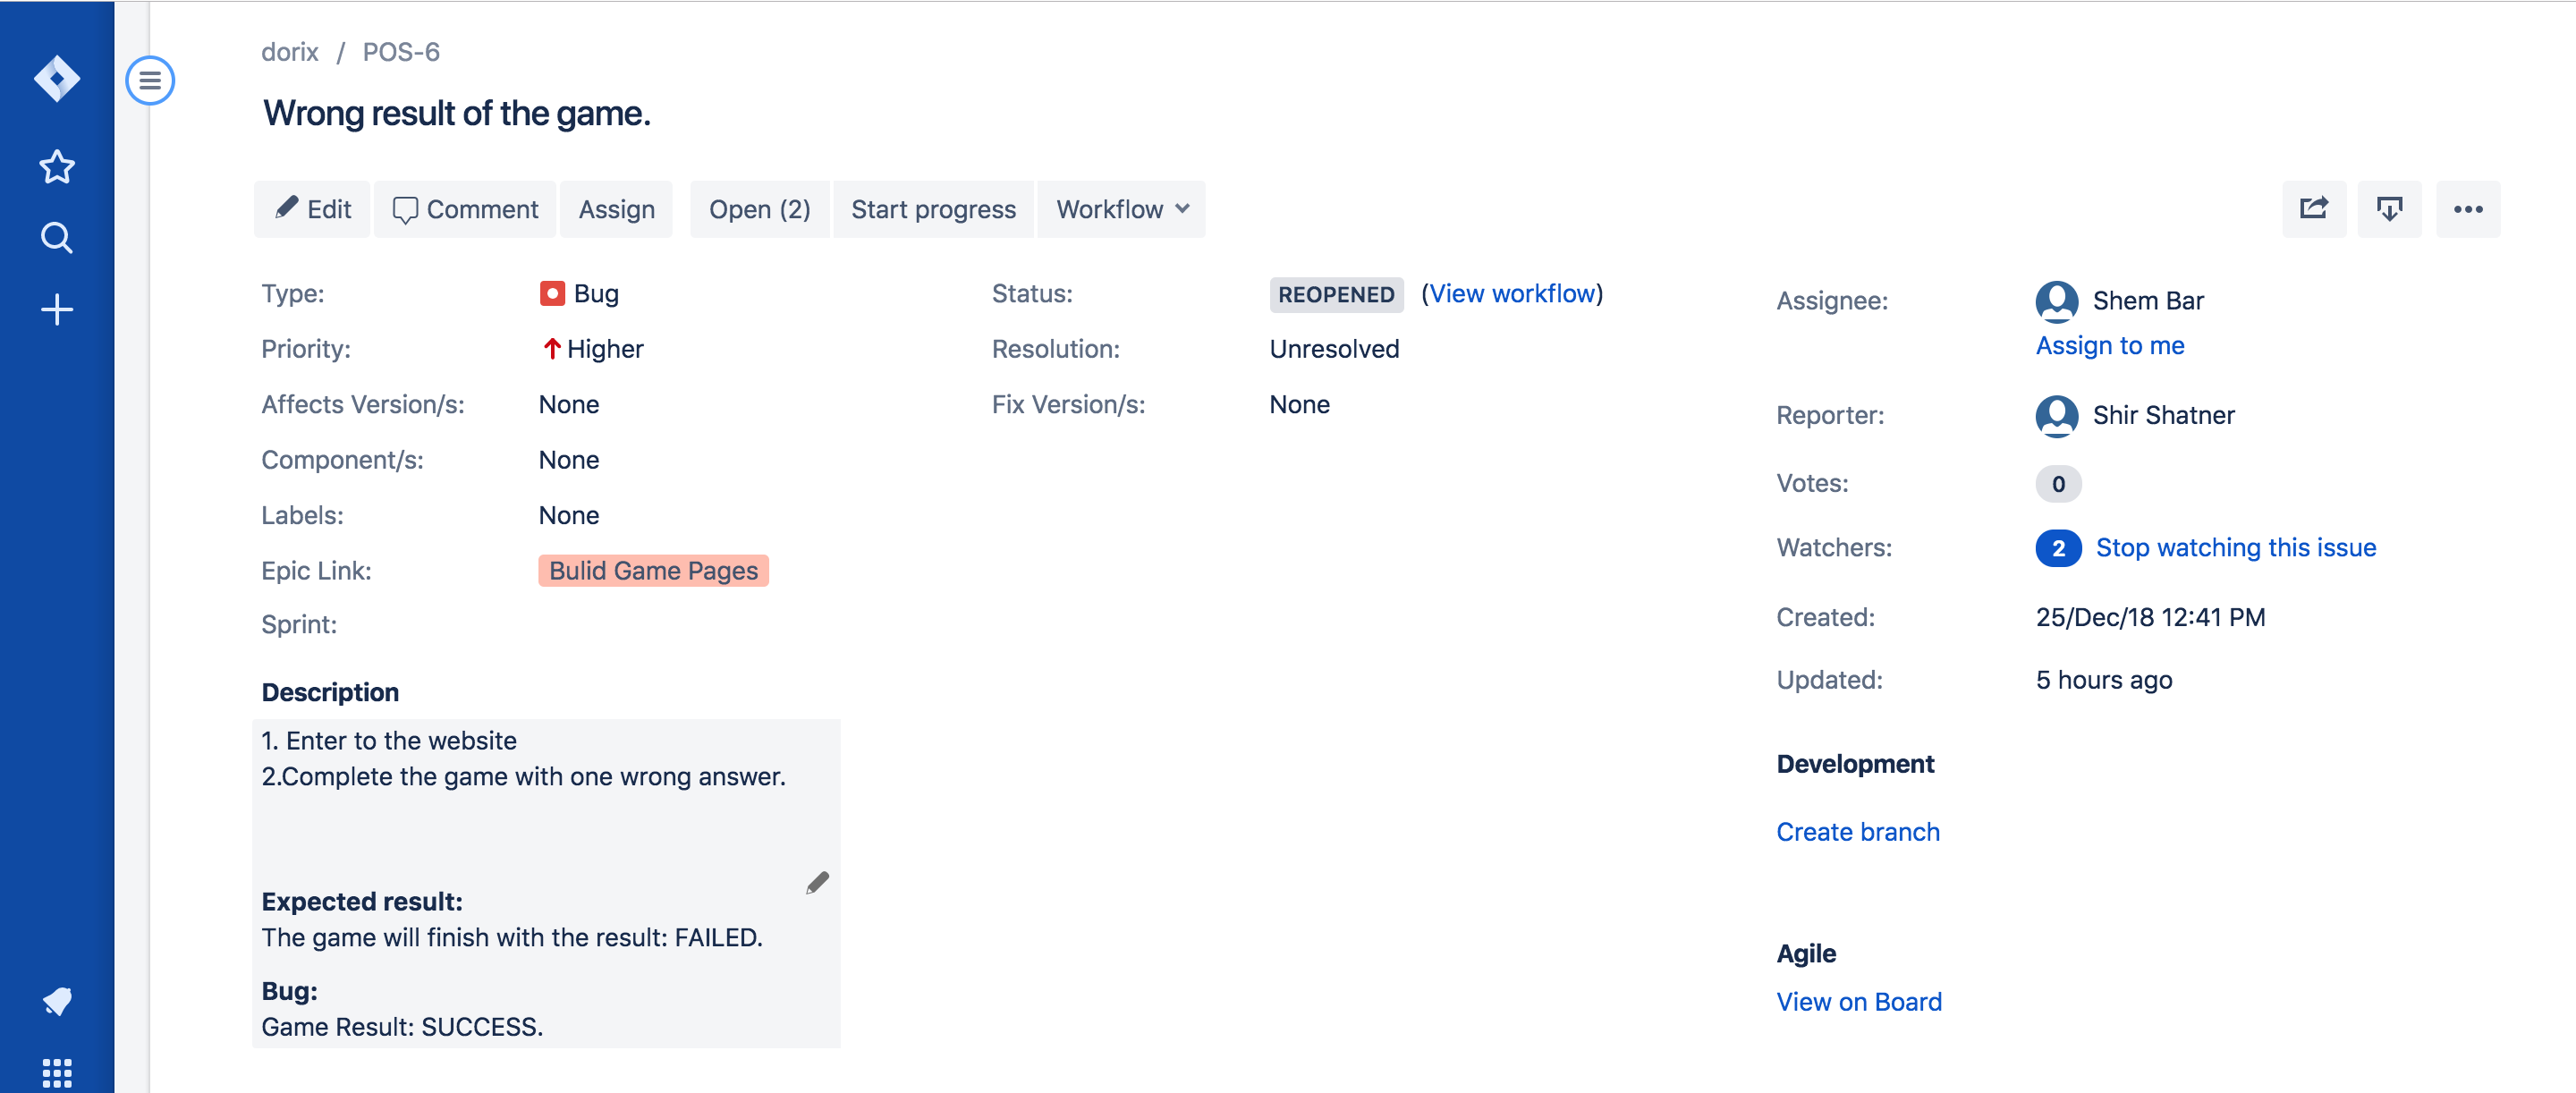 dorix / POS-6
Wrong result of the game.
Edit Comment Assign Open (2) Start progress Workflow
Type: Bug
Priority: Higher
Affects Version/s: None
Component/s: None
Labels: None
Epic Link: Bulid Game Pages
Sprint:
Status: REOPENED (View workflow)
Resolution: Unresolved
Fix Version/s: None
Assignee: Shem Bar
Assign to me
Reporter: Shir Shatner
Votes: 0
Watchers: 2 Stop watching this issue
Created: 25/Dec/18 12:41 PM
Updated: 5 hours ago
Description
1. Enter to the website
2.Complete the game with one wrong answer.
Expected result:
The game will finish with the result: FAILED.
Bug:
Game Result: SUCCESS.
Development
Create branch
Agile
View on Board